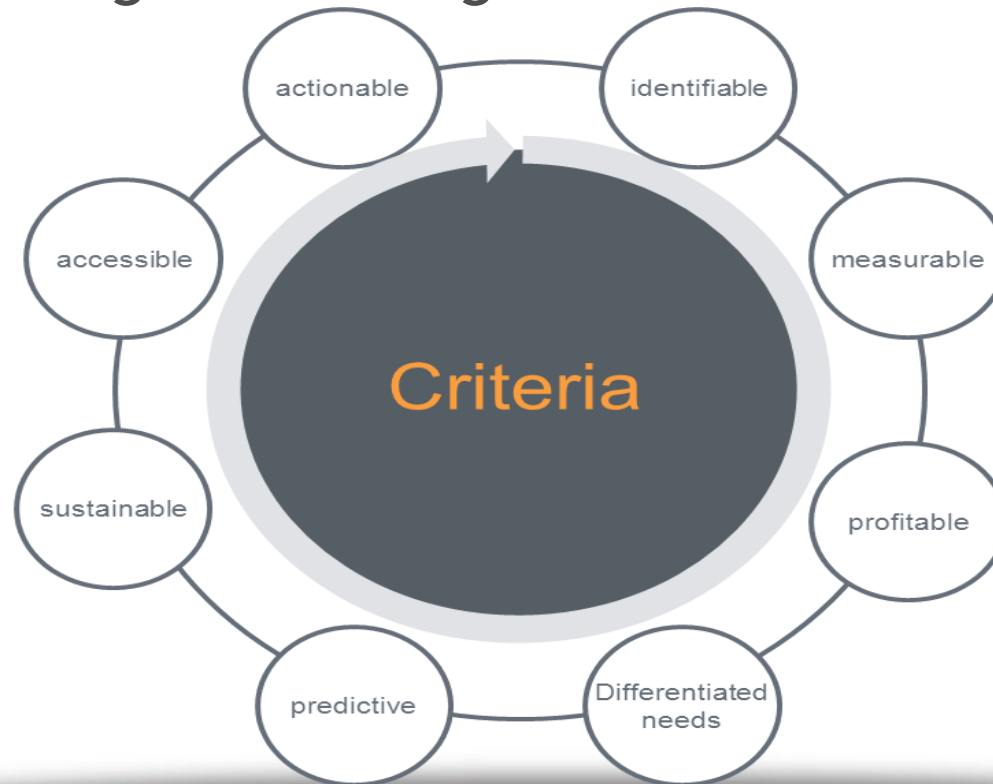 actionable
identifiable
accessible
measurable
Criteria
sustainable
profitable
predictive
Differentiated
needs